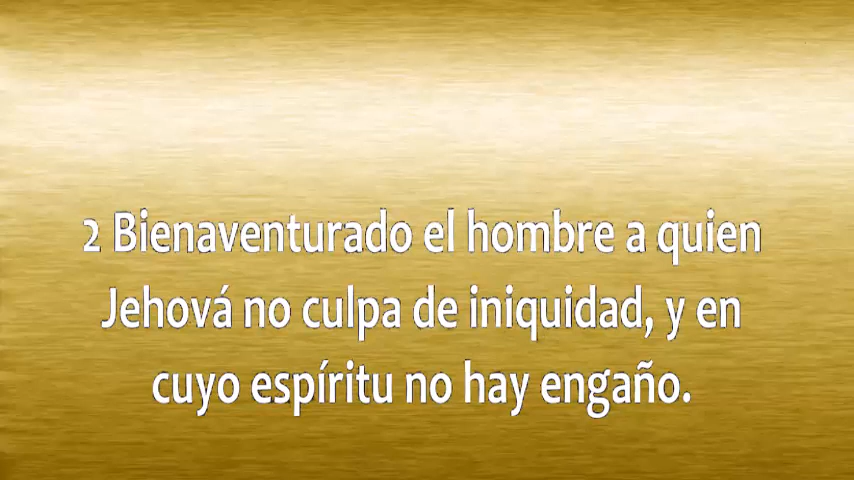 2 Bienaventurado el hombre a quien
Jehová no culpa de iniquidad, y en
cuyo espíritu no hay engaño.